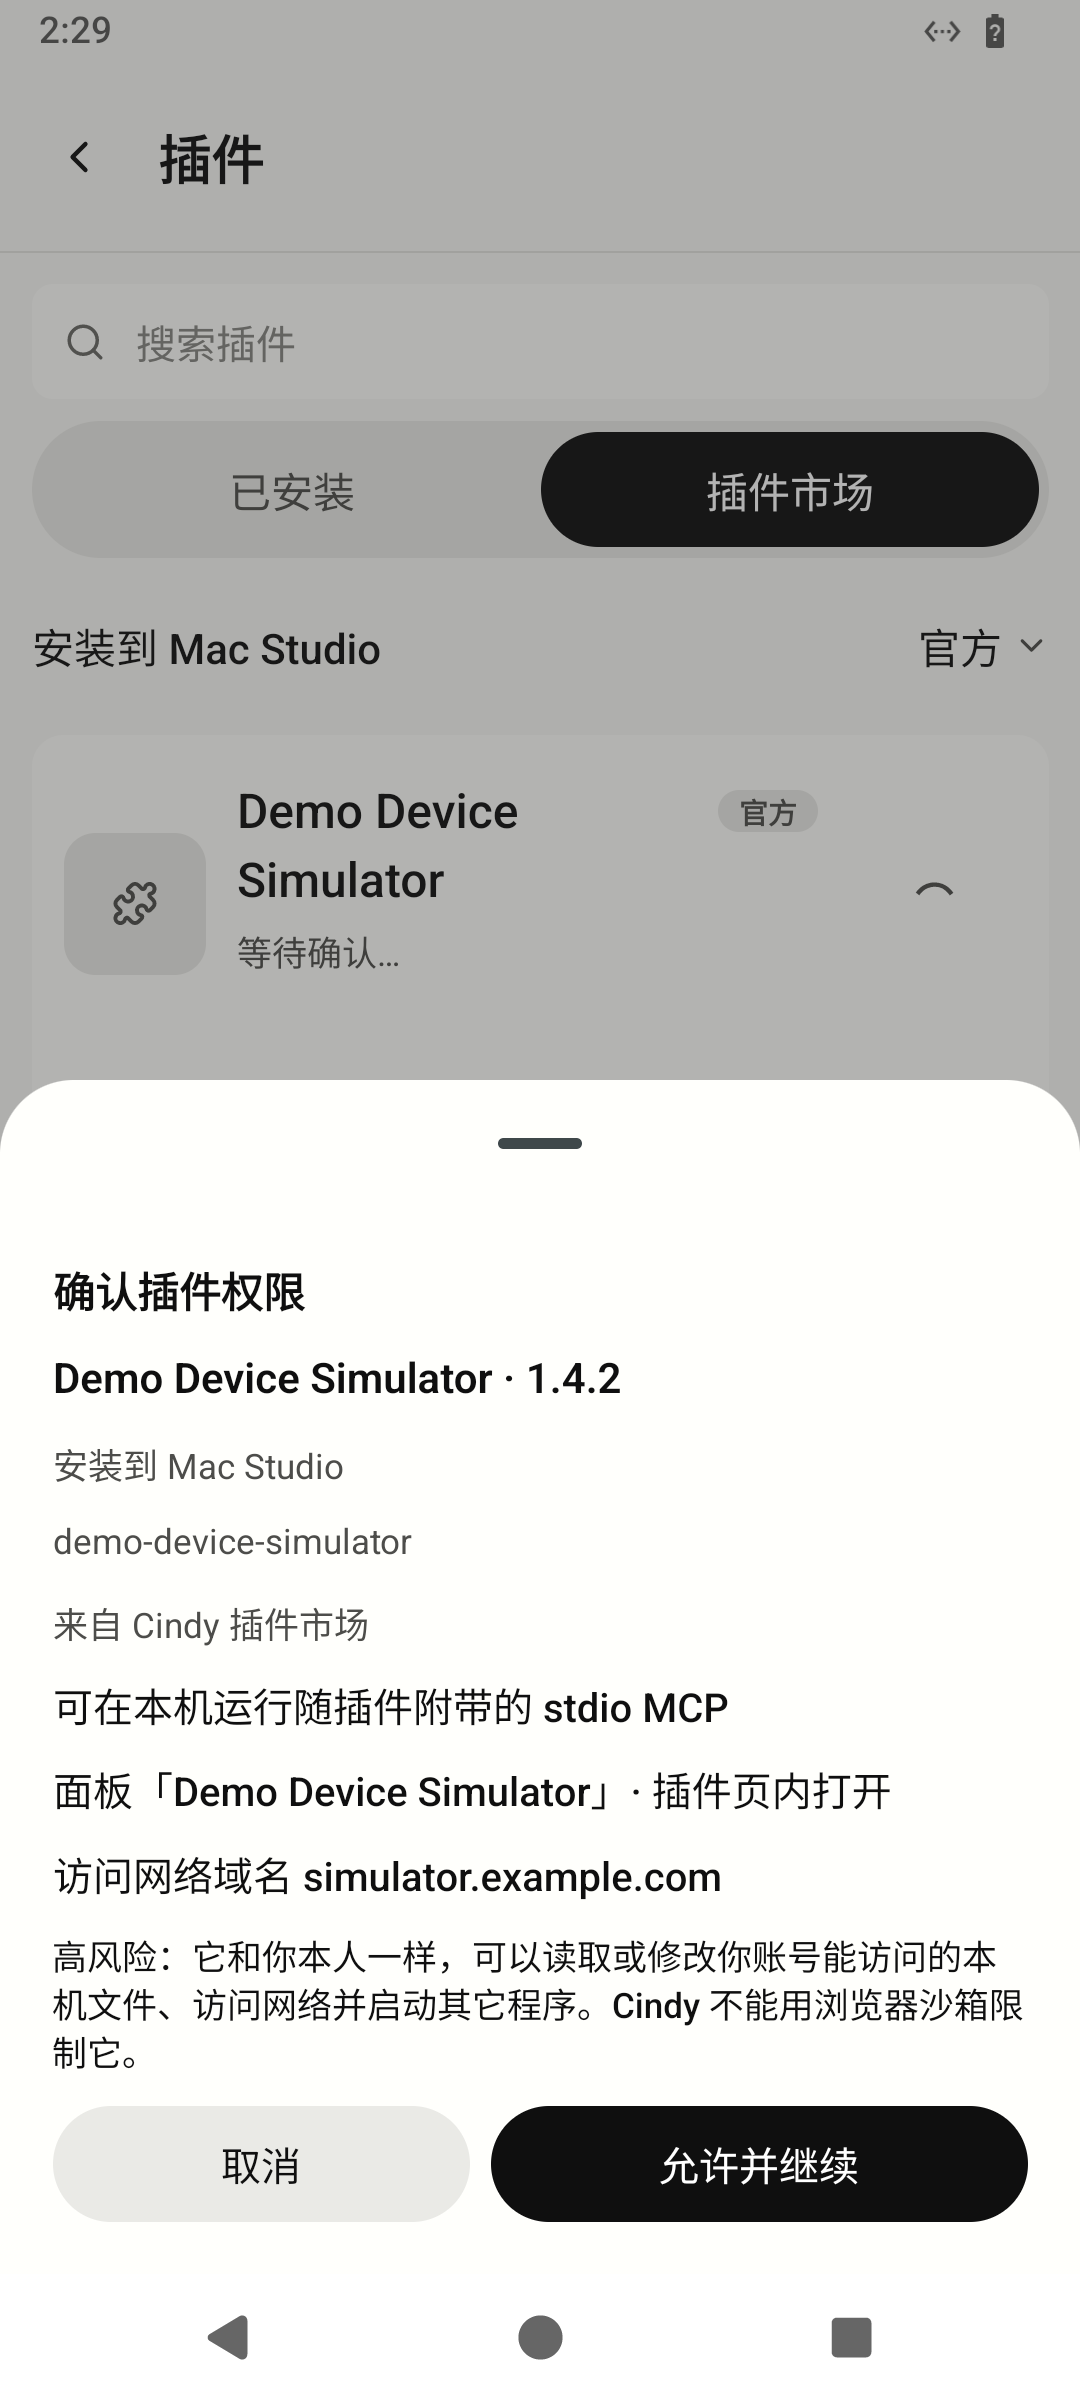 2:29
插件
搜索插件
已安装
插件市场
安装到 Mac Studio
官方
Demo Device
Simulator
官方
等待确认...
确认插件权限
Demo Device Simulator · 1.4.2
安装到 Mac Studio
demo-device-simulator
来自 Cindy 插件市场
可在本机运行随插件附带的 stdio MCP
面板「Demo Device Simulator」· 插件页内打开
访问网络域名 simulator.example.com
高风险：它和你本人一样，可以读取或修改你账号能访问的本
机文件、访问网络并启动其它程序。Cindy 不能用浏览器沙箱限
制它。
取消
允许并继续